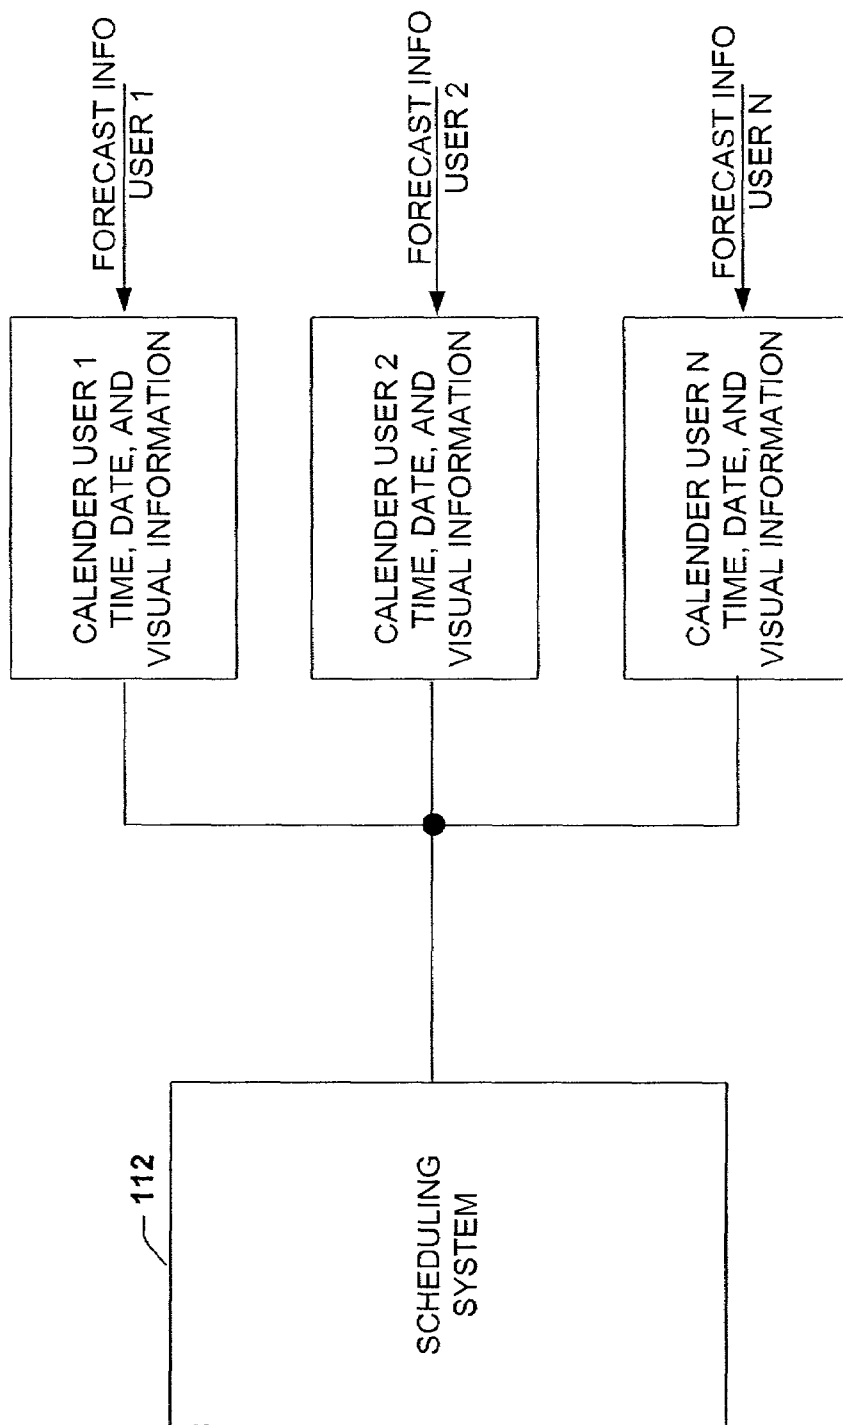 FORECAST INFO
USER 1
FORECAST INFO
USER 2
FORECAST INFO
USER N
CALENDER USER 1
TIME, DATE, AND
VISUAL INFORMATION
CALENDER USER 2
TIME, DATE, AND
VISUAL INFORMATION
CALENDER USER N
TIME, DATE, AND
VISUAL INFORMATION
112
SCHEDULING
SYSTEM